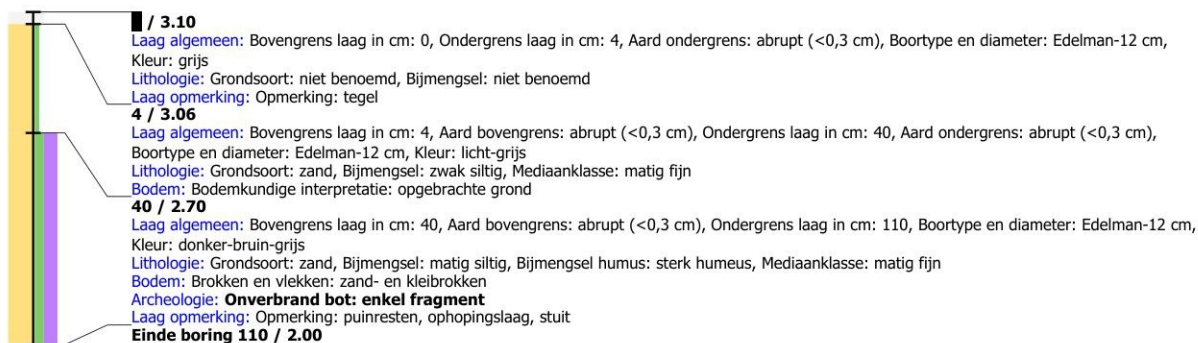 / 3.10
Laag algemeen: Bovengrens laag in cm: 0, Ondergrens laag in cm: 4, Aard ondergrens: abrupt (<0,3 cm), Boortype en diameter: Edelman-12 cm,
Kleur: grijs
Lithologie: Grondsoort: niet benoemd, Bijmengsel: niet benoemd
Laag opmerking: Opmerking: tegel
4 / 3.06
Laag algemeen: Bovengrens laag in cm: 4, Aard bovengrens: abrupt (<0,3 cm), Ondergrens laag in cm: 40, Aard ondergrens: abrupt (<0,3 cm),
Boortype en diameter: Edelman-12 cm, Kleur: licht-grijs
Lithologie: Grondsoort: zand, Bijmengsel: zwak siltig, Mediaanklasse: matig fijn
Bodem: Bodemkundige interpretatie: opgebrachte grond
40 / 2.70
Laag algemeen: Bovengrens laag in cm: 40, Aard bovengrens: abrupt (<0,3 cm), Ondergrens laag in cm: 110, Boortype en diameter: Edelman-12 cm,
Kleur: donker-bruin-grijs
Lithologie: Grondsoort: zand, Bijmengsel: matig siltig, Bijmengsel humus: sterk humeus, Mediaanklasse: matig fijn
Bodem: Brokken en vlekken: zand- en kleibrokken
Archeologie: Onverbrand bot: enkel fragment
Laag opmerking: Opmerking: puinresten, ophopingslaag, stuit
Einde boring 110 / 2.00